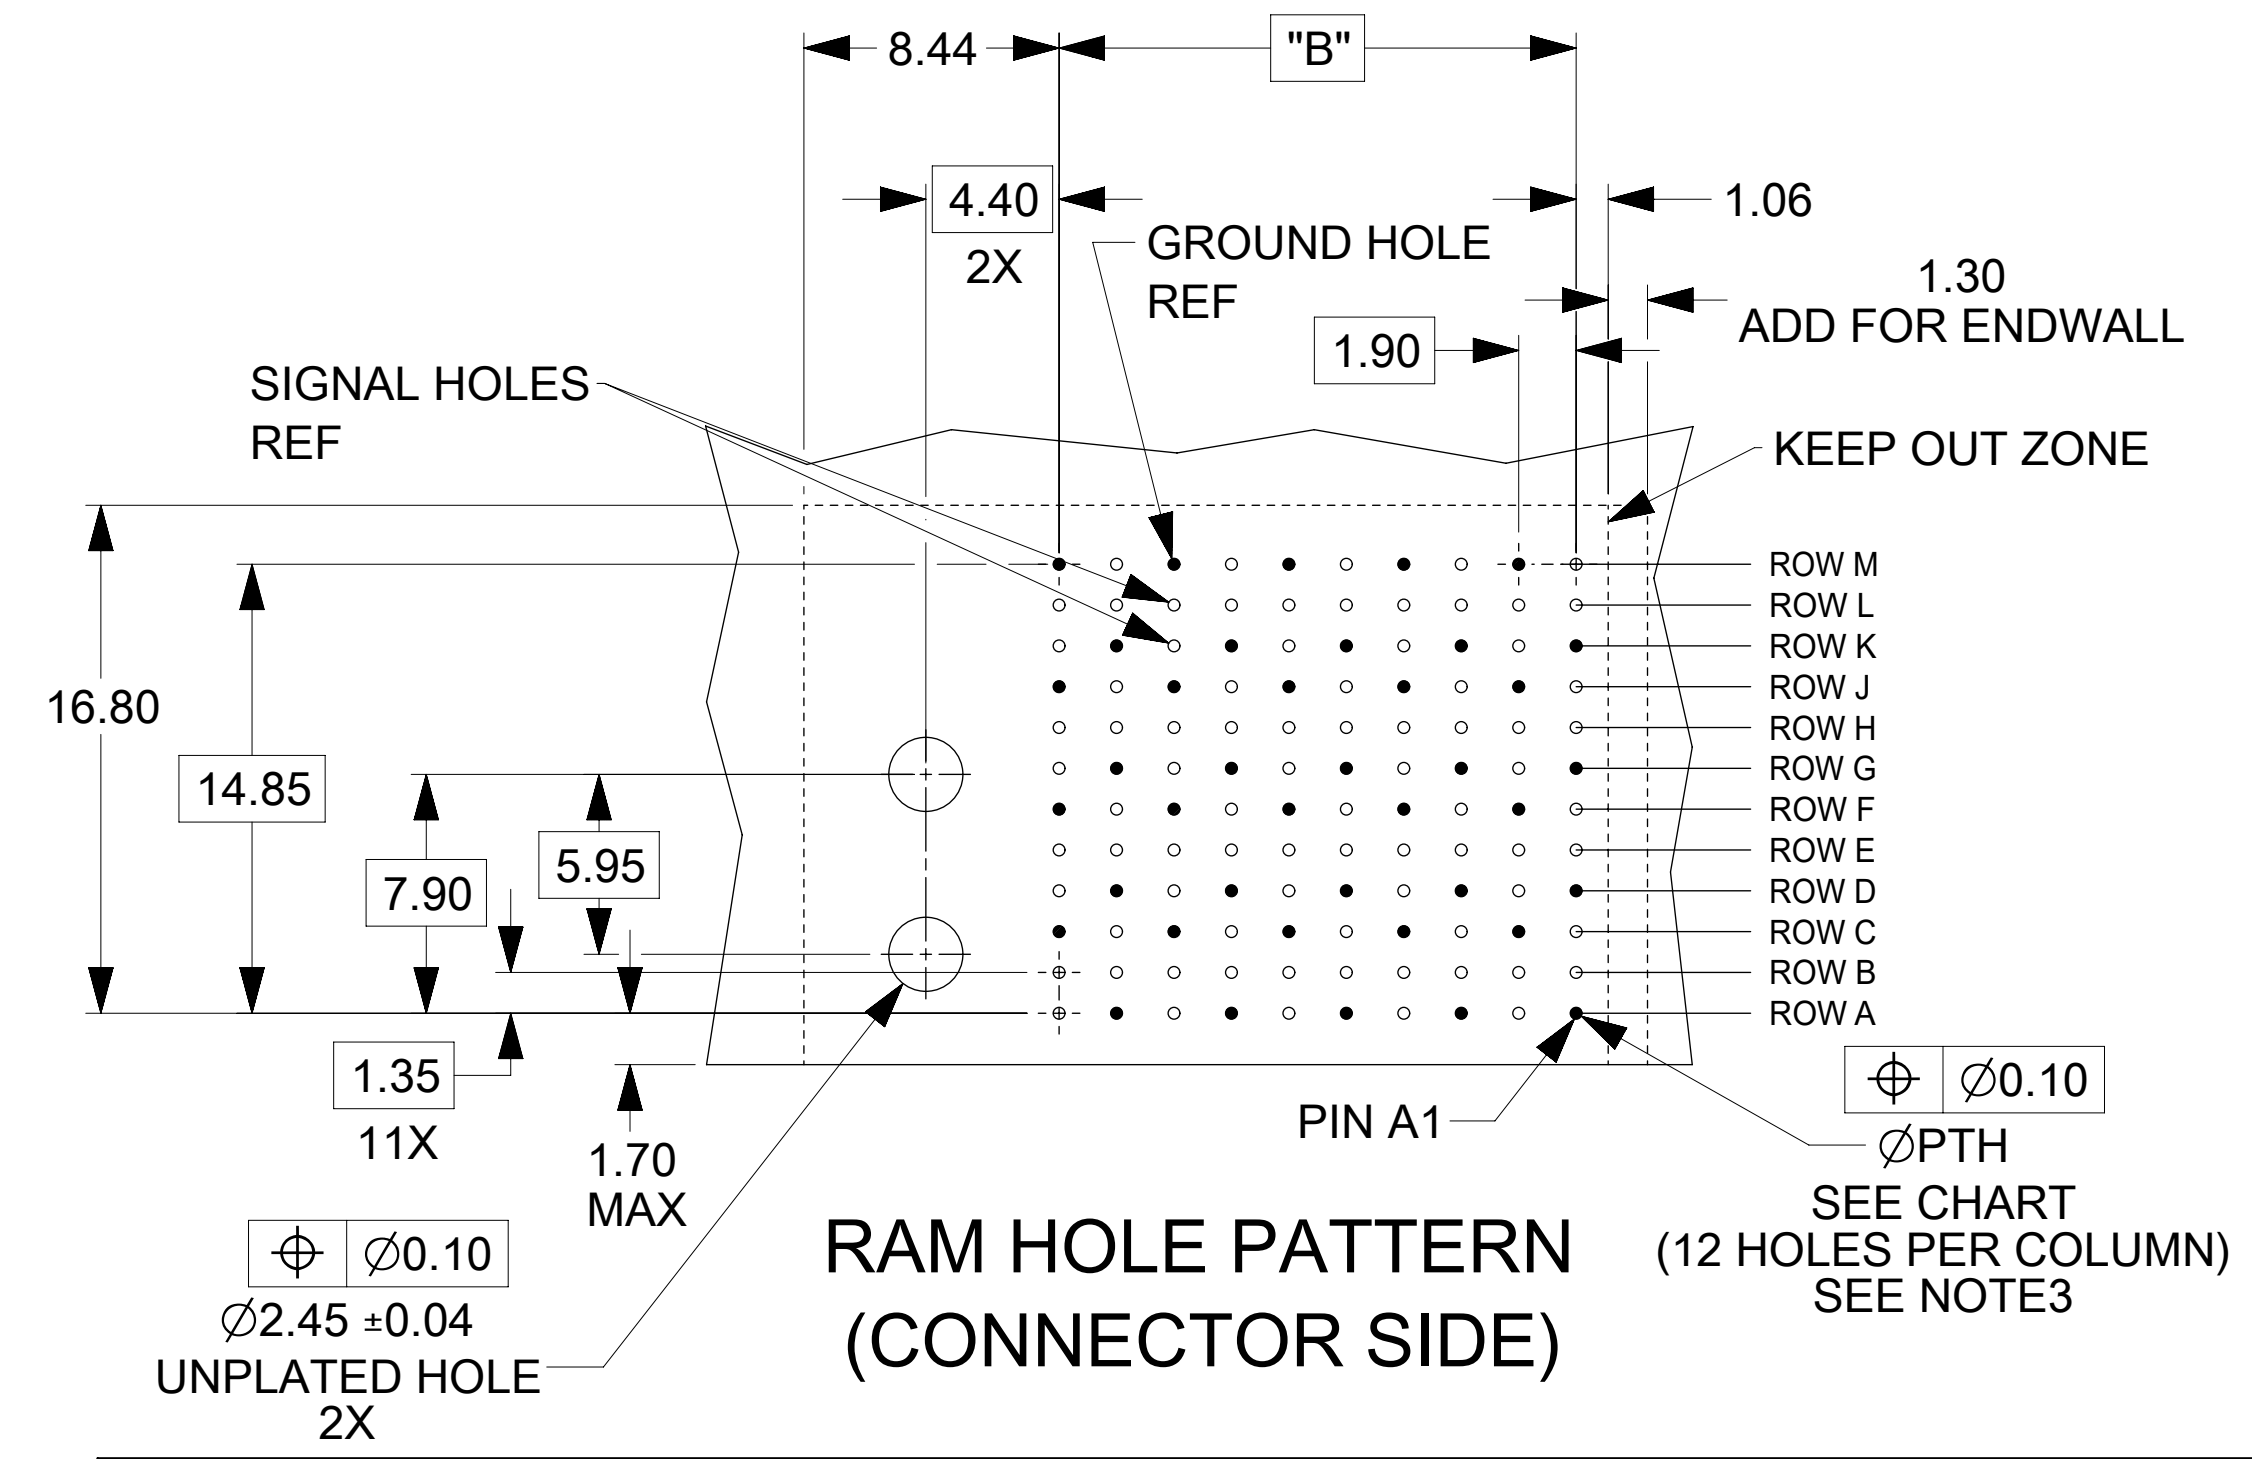 8.44
"B"
4.40
2X
1.06
GROUND HOLE
REF
1.30
ADD FOR ENDWALL
1.90
SIGNAL HOLES
REF
KEEP OUT ZONE
ROW M
ROW L
ROW K
ROW J
ROW H
ROW G
ROW F
ROW E
ROW D
ROW C
ROW B
ROW A
16.80
14.85
7.90
5.95
1.35
11X
1.70
MAX
PIN A1
⌖ ∅0.10
∅PTH
SEE CHART
(12 HOLES PER COLUMN)
SEE NOTE3
⌖ ∅0.10
∅2.45 ±0.04
UNPLATED HOLE
2X
RAM HOLE PATTERN
(CONNECTOR SIDE)